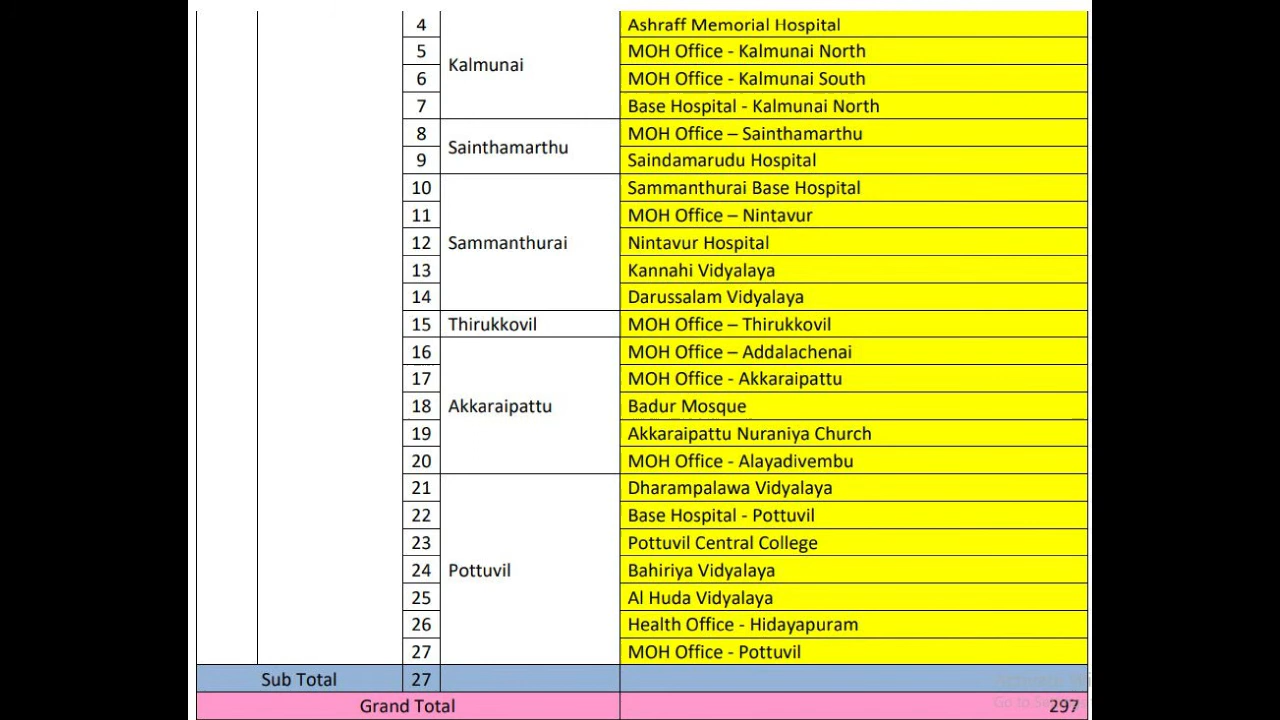 4 Ashraff Memorial Hospital
5 MOH Office - Kalmunai North
Kalmunai
6 MOH Office - Kalmunai South
7 Base Hospital - Kalmunai North
8 MOH Office – Sainthamarthu
Sainthamarthu
9 Saindamarudu Hospital
10 Sammanthurai Base Hospital
11 MOH Office – Nintavur
12 Sammanthurai Nintavur Hospital
13 Kannahi Vidyalaya
14 Darussalam Vidyalaya
15 Thirukkovil MOH Office – Thirukkovil
16 MOH Office – Addalachenai
17 MOH Office - Akkaraipattu
18 Akkaraipattu Badur Mosque
19 Akkaraipattu Nuraniya Church
20 MOH Office - Alayadivembu
21 Dharampalawa Vidyalaya
22 Base Hospital - Pottuvil
23 Pottuvil Central College
24 Pottuvil Bahiriya Vidyalaya
25 Al Huda Vidyalaya
26 Health Office - Hidayapuram
27 MOH Office - Pottuvil
Sub Total 27
Grand Total 297